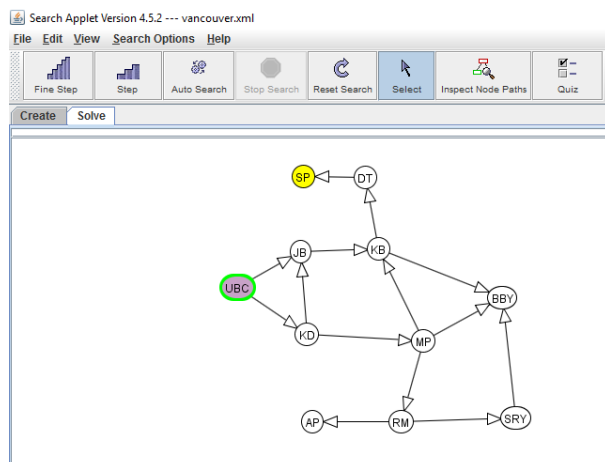 Search Applet Version 4.5.2 --- vancouver.xml
File Edit View Search Options Help
Fine Step Step Auto Search Stop Search Reset Search Select Inspect Node Paths Quiz
Create Solve
SP DT
JB KB
UBC
BBY
KD MP
AP RM SRY